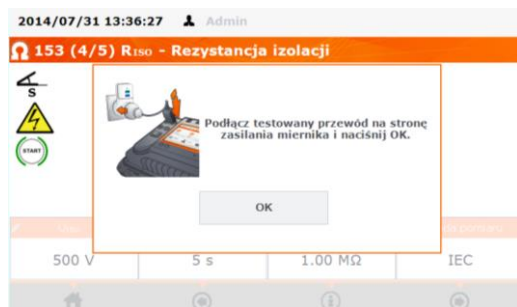 2014/07/31 13:36:27 Admin
153 (4/5) RISO - Rezystancja izolacji
S
START
Podłącz testowany przewód na stronę
zasilania miernika i naciśnij OK.
OK
500 V 5 s 1.00 MΩ IEC